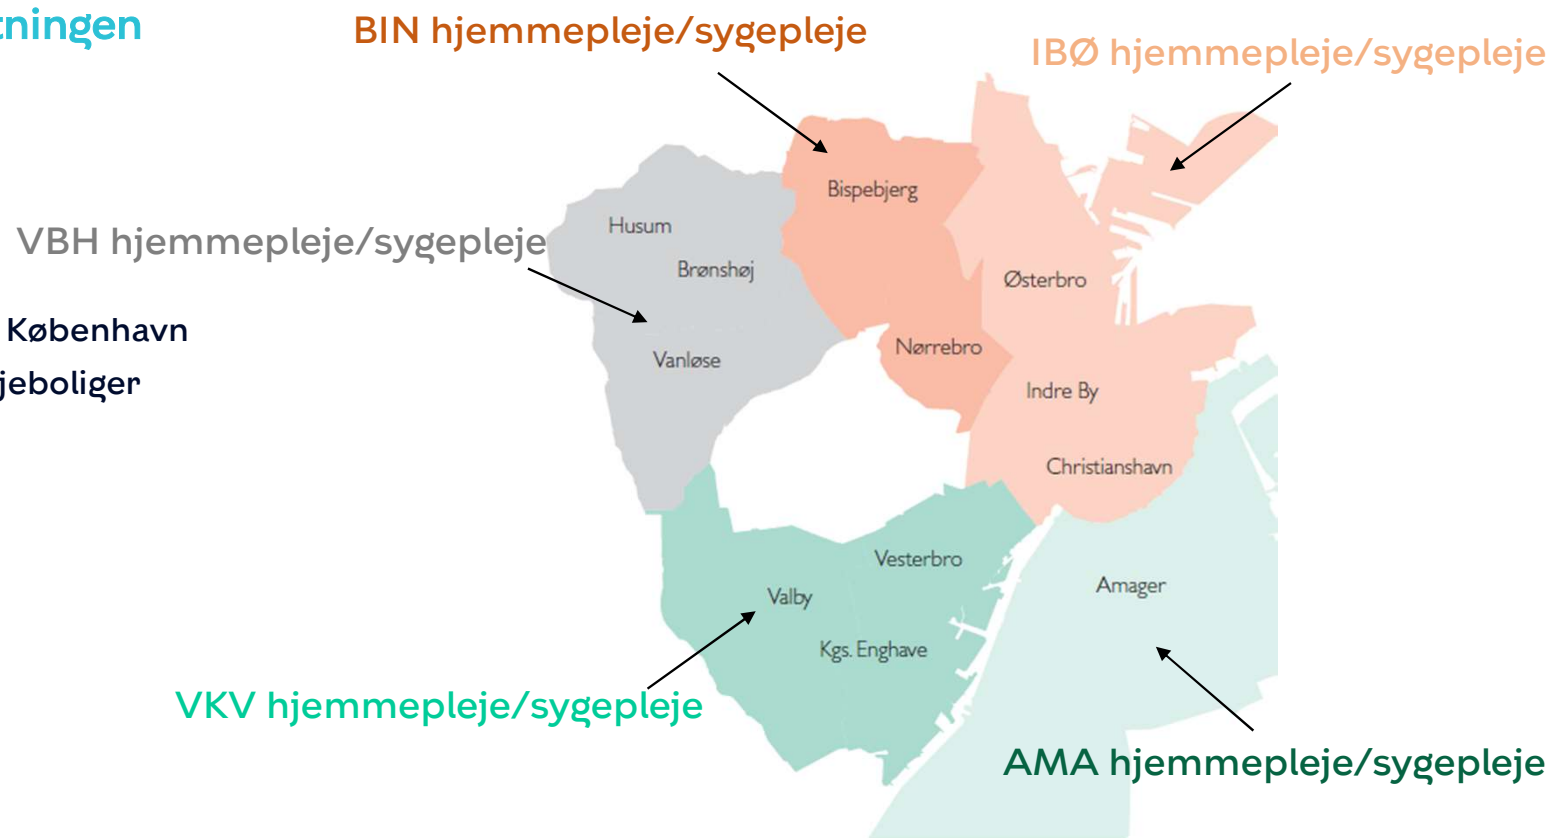 tningen
BIN hjemmepleje/sygepleje
IBØ hjemmepleje/sygepleje
Bispebjerg
Husum
VBH hjemmepleje/sygepleje
Brønshøj
Østerbro
København
Nørrebro
Vanløse
jeboliger
Indre By
Christianshavn
Vesterbro
Amager
Valby
Kgs. Enghave
VKV hjemmepleje/sygepleje
AMA hjemmepleje/sygepleje